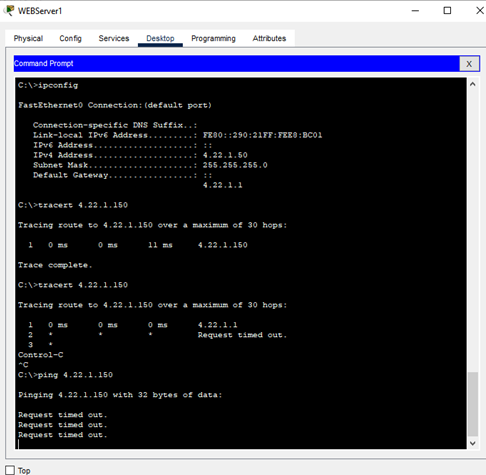 WEBServer1
Physical Config Services Desktop Programming Attributes
Command Prompt X
C:\>ipconfig
FastEthernet0 Connection:(default port)
Connection-specific DNS Suffix..:
Link-local IPv6 Address.........: FE80::290:21FF:FEE8:BC01
IPv6 Address....................: ::
IPv4 Address....................: 4.22.1.50
Subnet Mask.....................: 255.255.255.0
Default Gateway.................: ::
4.22.1.1
C:\>tracert 4.22.1.150
Tracing route to 4.22.1.150 over a maximum of 30 hops:
1 0 ms 0 ms 11 ms 4.22.1.150
Trace complete.
C:\>tracert 4.22.1.150
Tracing route to 4.22.1.150 over a maximum of 30 hops:
1 0 ms 0 ms 0 ms 4.22.1.1
2 * * * Request timed out.
3 *
Control-C
^C
C:\>ping 4.22.1.150
Pinging 4.22.1.150 with 32 bytes of data:
Request timed out.
Request timed out.
Request timed out.
Top